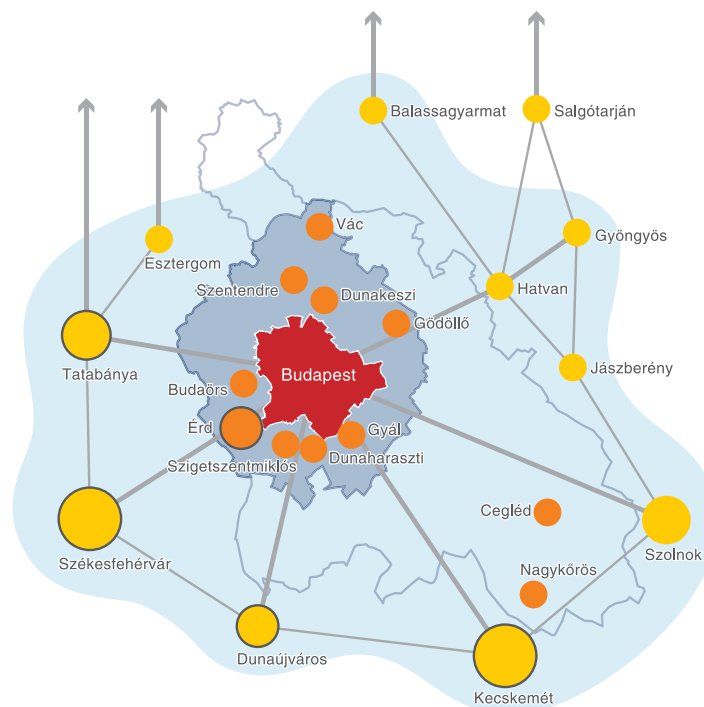 Balassagyarmat
Salgótarján
Vác
Gyöngyös
Esztergom
Szentendre
Dunakeszi
Hatvan
Gödöllő
Tatabánya
Budapest
Jászberény
Budaörs
Érd
Gyál
Szigetszentmiklós
Dunaharaszti
Cegléd
Székesfehérvár
Szolnok
Nagykőrös
Dunaújváros
Kecskemét